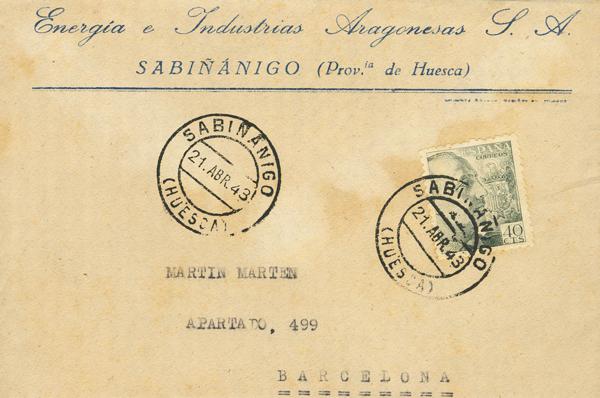 Energia e Industrias Aragonesas S. A.
SABIÑÁNIGO (Prov.ia de Huesca)
SABIÑANIGO
21.ABR.43
(HUESCA)
ESPAÑA
CORREOS
40
CTS
SABIÑANIGO
21.ABR.43
(HUESCA)
MARTIN MARTEN
APARTADO, 499
BARCELONA